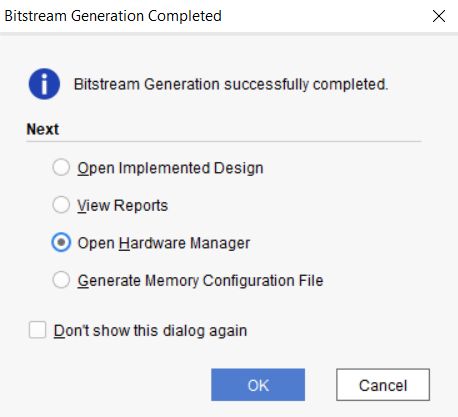 Bitstream Generation Completed
Bitstream Generation successfully completed.
Next
Open Implemented Design
View Reports
Open Hardware Manager
Generate Memory Configuration File
Don't show this dialog again
OK Cancel